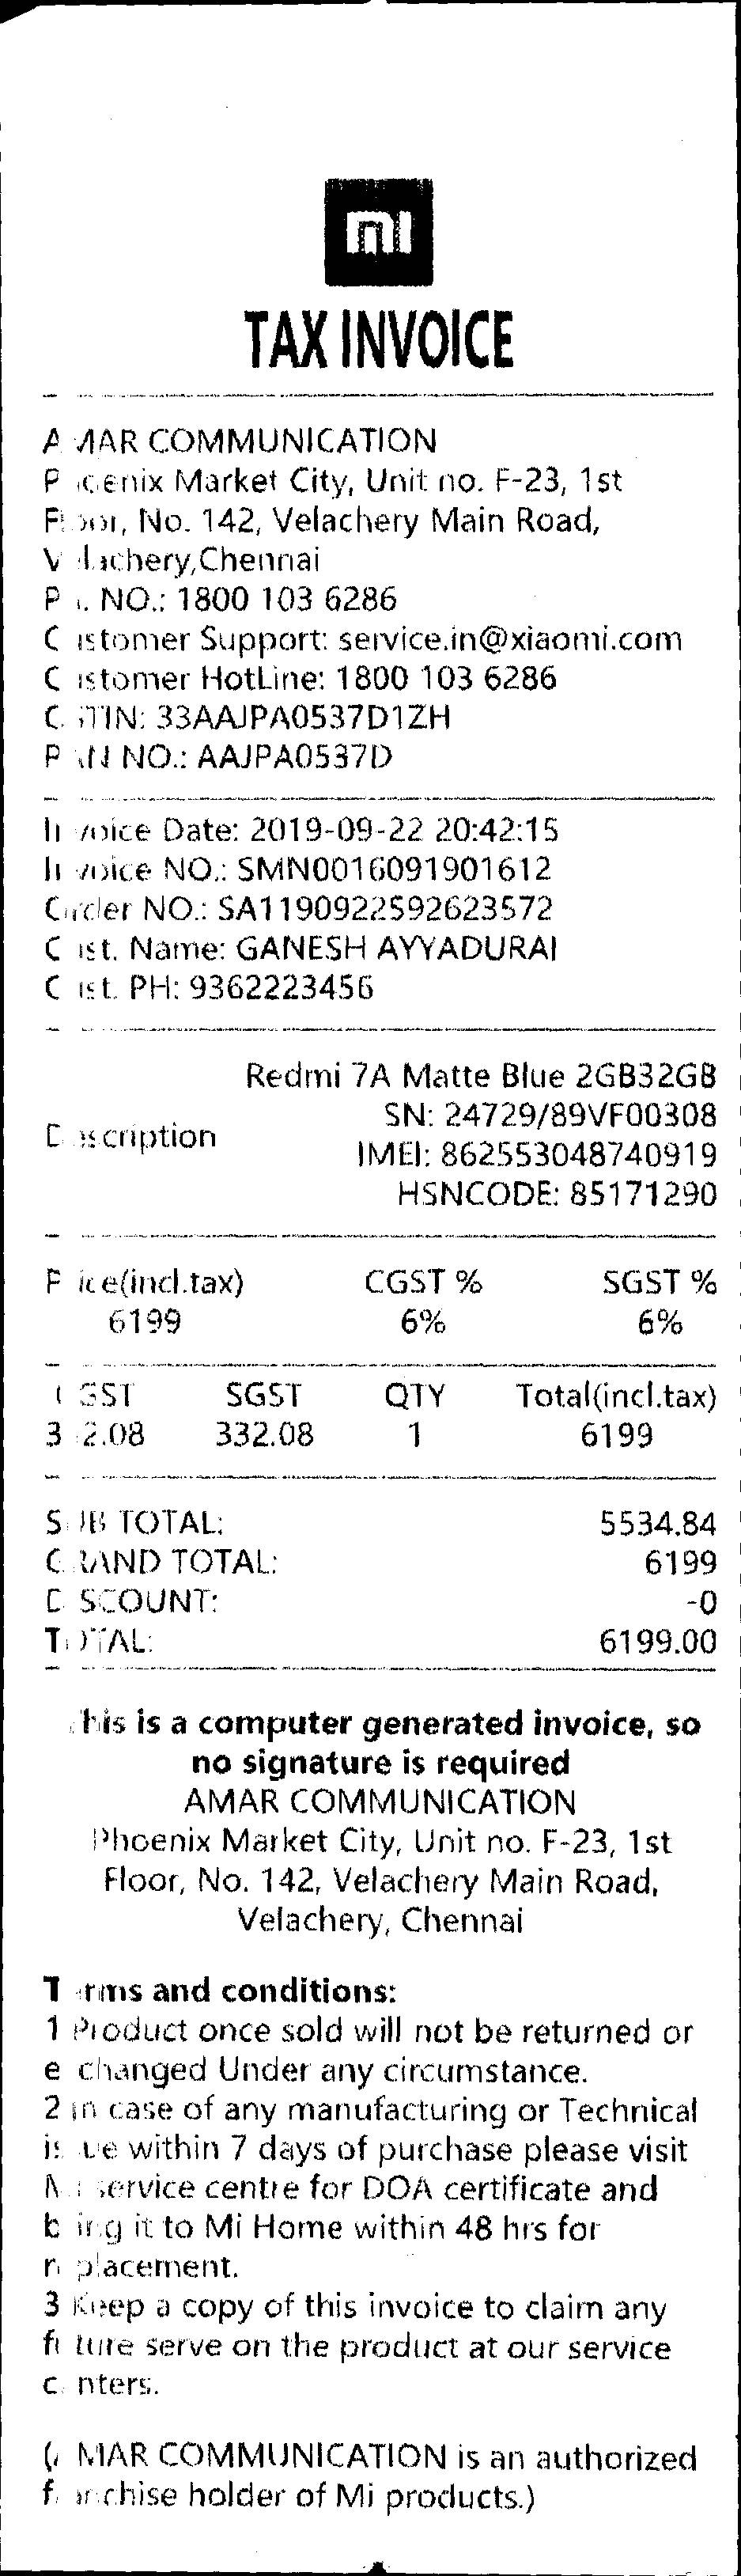 mi
TAX INVOICE
AMAR COMMUNICATION
Phoenix Market City, Unit no. F-23, 1st
Floor, No. 142, Velachery Main Road,
Velachery,Chennai
Ph. NO.: 1800 103 6286
Customer Support: service.in@xiaomi.com
Customer HotLine: 1800 103 6286
GSTIN: 33AAJPA0537D1ZH
PAN NO.: AAJPA0537D
Invoice Date: 2019-09-22 20:42:15
Invoice NO.: SMN0016091901612
Order NO.: SA1190922592623572
Cust. Name: GANESH AYYADURAI
Cust. PH: 9362223456
Redmi 7A Matte Blue 2GB32GB
SN: 24729/89VF00308
Description
IMEI: 862553048740919
HSNCODE: 85171290
Price(incl.tax) CGST % SGST %
6199 6% 6%
CGST SGST QTY Total(incl.tax)
332.08 332.08 1 6199
SUB TOTAL: 5534.84
GRAND TOTAL: 6199
DISCOUNT: -0
TOTAL: 6199.00
This is a computer generated invoice, so
no signature is required
AMAR COMMUNICATION
Phoenix Market City, Unit no. F-23, 1st
Floor, No. 142, Velachery Main Road,
Velachery, Chennai
Terms and conditions:
1 Product once sold will not be returned or
exchanged Under any circumstance.
2 in case of any manufacturing or Technical
issue within 7 days of purchase please visit
Mi service centre for DOA certificate and
bring it to Mi Home within 48 hrs for
replacement.
3 Keep a copy of this invoice to claim any
future serve on the product at our service
centers.
(AMAR COMMUNICATION is an authorized
franchise holder of Mi products.)